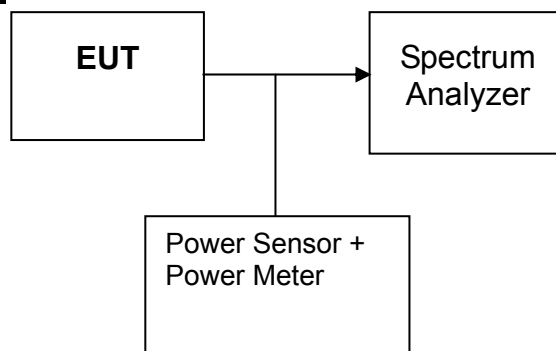 EUT
Spectrum
Analyzer
Power Sensor +
Power Meter